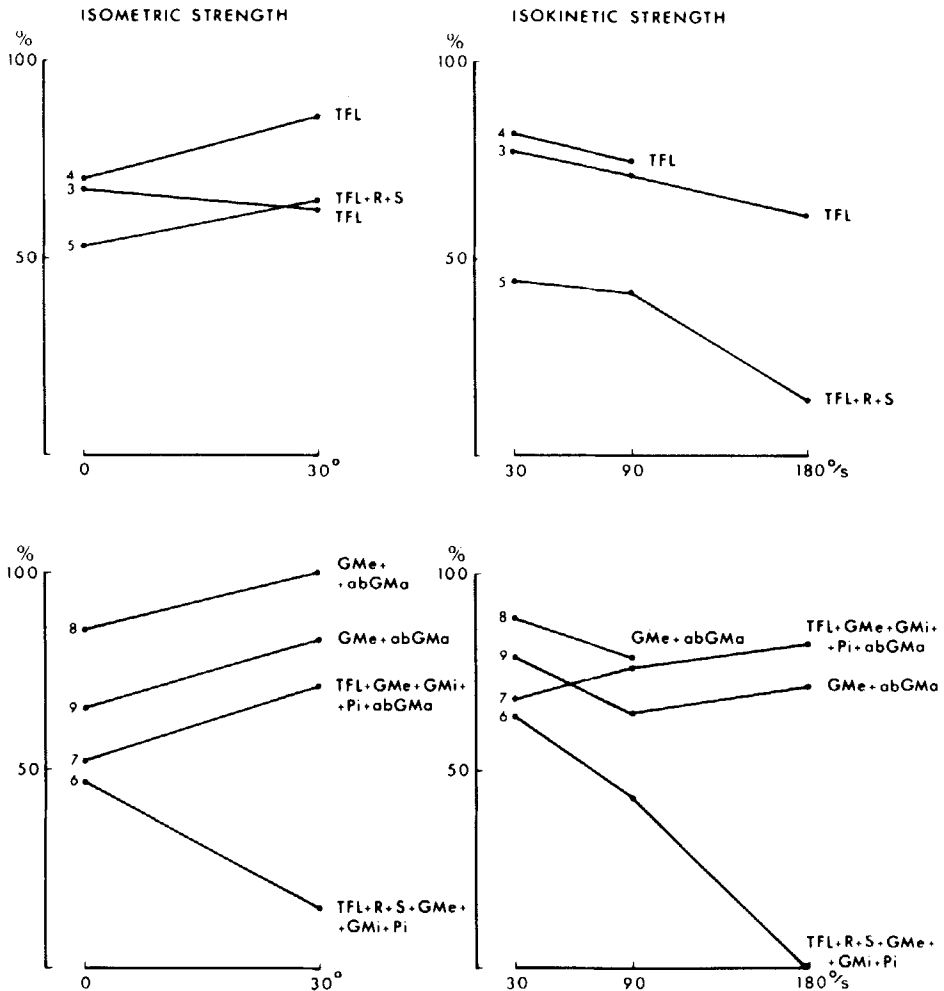 ISOMETRIC STRENGTH
%
100
50
4
3
5
TFL
TFL+R+S
TFL
0
30°
ISOKINETIC STRENGTH
%
100
50
4
3
5
TFL
TFL
TFL+R+S
30
90
180°/s
%
100
50
8
9
7
6
GMe+
+abGMa
GMe+abGMa
TFL+GMe+GMi+
+Pi+abGMa
TFL+R+S+GMe+
+GMi+Pi
0
30°
%
100
50
8
9
7
6
GMe+abGMa
TFL+GMe+GMi+
+Pi+abGMa
GMe+abGMa
TFL+R+S+GMe+
+GMi+Pi
30
90
180°/s